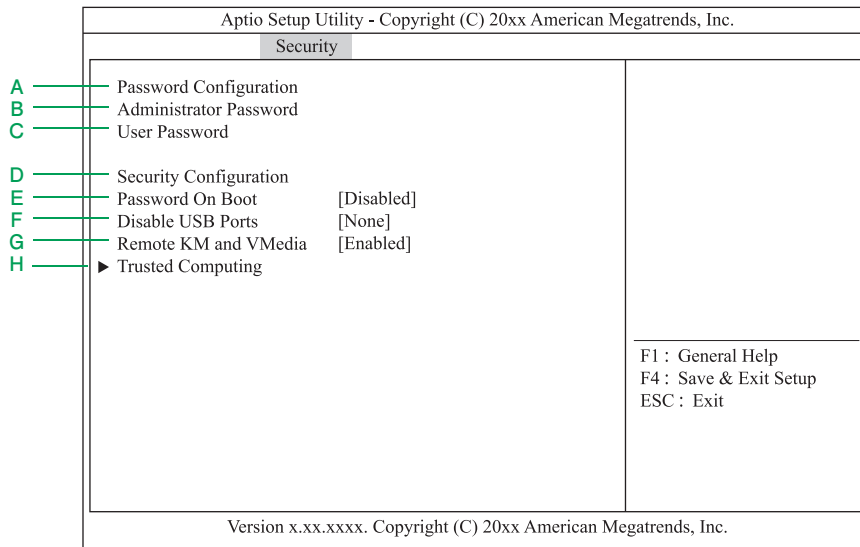 Aptio Setup Utility - Copyright (C) 20xx American Megatrends, Inc.
Security
A Password Configuration
B Administrator Password
C User Password
D Security Configuration
E Password On Boot [Disabled]
F Disable USB Ports [None]
G Remote KM and VMedia [Enabled]
H ▶ Trusted Computing
F1 : General Help
F4 : Save & Exit Setup
ESC : Exit
Version x.xx.xxxx. Copyright (C) 20xx American Megatrends, Inc.